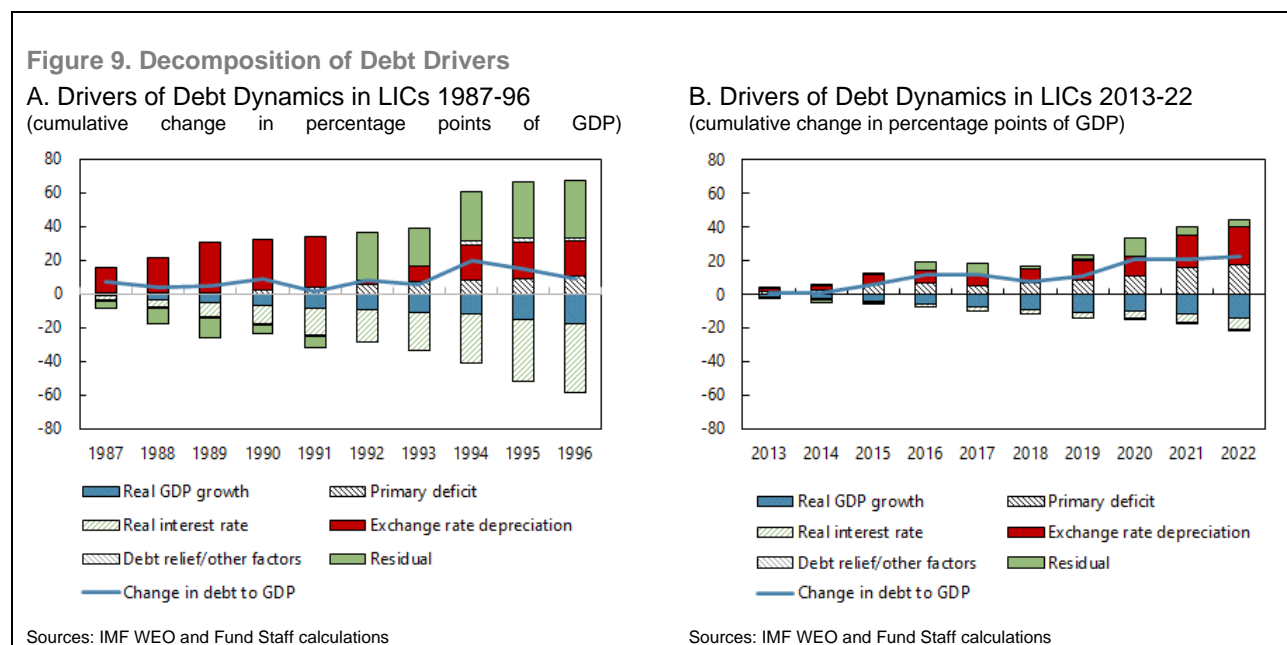 Figure 9. Decomposition of Debt Drivers
A. Drivers of Debt Dynamics in LICs 1987-96
(cumulative change in percentage points of GDP)
80
60
40
20
0
-20
-40
-60
-80
1987 1988 1989 1990 1991 1992 1993 1994 1995 1996
Real GDP growth Primary deficit
Real interest rate Exchange rate depreciation
Debt relief/other factors Residual
Change in debt to GDP
Sources: IMF WEO and Fund Staff calculations
B. Drivers of Debt Dynamics in LICs 2013-22
(cumulative change in percentage points of GDP)
80
60
40
20
0
-20
-40
-60
-80
2013 2014 2015 2016 2017 2018 2019 2020 2021 2022
Real GDP growth Primary deficit
Real interest rate Exchange rate depreciation
Debt relief/other factors Residual
Change in debt to GDP
Sources: IMF WEO and Fund Staff calculations